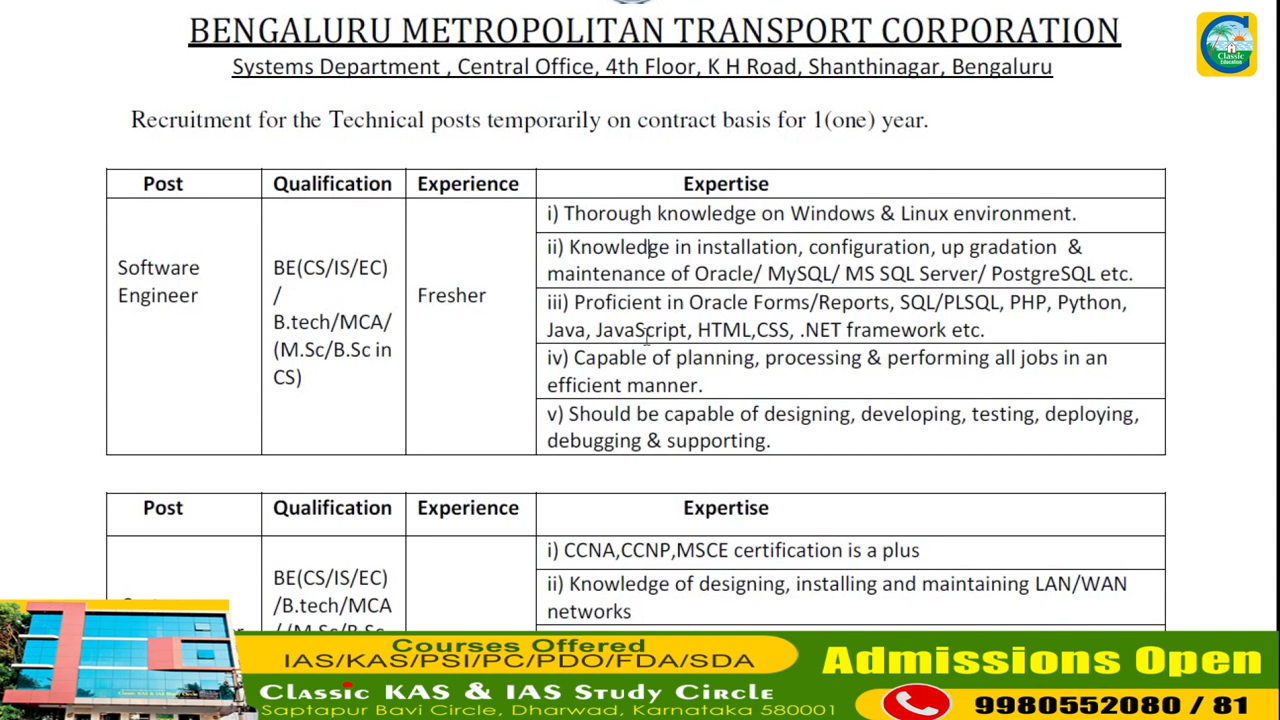 BENGALURU METROPOLITAN TRANSPORT CORPORATION
Systems Department , Central Office, 4th Floor, K H Road, Shanthinagar, Bengaluru
Classic
Education
Recruitment for the Technical posts temporarily on contract basis for 1(one) year.
Post Qualification Experience Expertise
Software
Engineer
BE(CS/IS/EC)
/
B.tech/MCA/
(M.Sc/B.Sc in
CS)
Fresher
i) Thorough knowledge on Windows & Linux environment.
ii) Knowledge in installation, configuration, up gradation &
maintenance of Oracle/ MySQL/ MS SQL Server/ PostgreSQL etc.
iii) Proficient in Oracle Forms/Reports, SQL/PLSQL, PHP, Python,
Java, JavaScript, HTML,CSS, .NET framework etc.
iv) Capable of planning, processing & performing all jobs in an
efficient manner.
v) Should be capable of designing, developing, testing, deploying,
debugging & supporting.
Post Qualification Experience Expertise
BE(CS/IS/EC)
/B.tech/MCA
i) CCNA,CCNP,MSCE certification is a plus
ii) Knowledge of designing, installing and maintaining LAN/WAN
networks
Courses Offered
IAS/KAS/PSI/PC/PDO/FDA/SDA
Classic KAS & IAS Study Circle
Saptapur Bavi Circle, Dharwad, Karnataka 580001
Admissions Open
9980552080 / 81